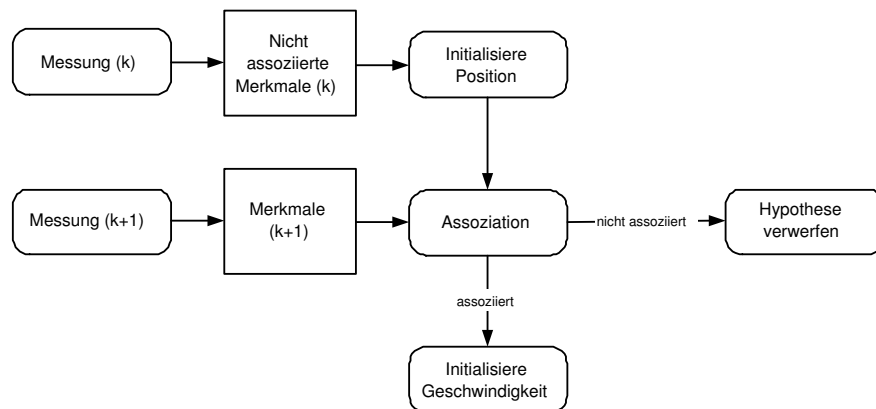 Messung (k)
Nicht
assoziierte
Merkmale (k)
Initialisiere
Position
Messung (k+1)
Merkmale
(k+1)
Assoziation
nicht assoziiert
Hypothese
verwerfen
assoziiert
Initialisiere
Geschwindigkeit